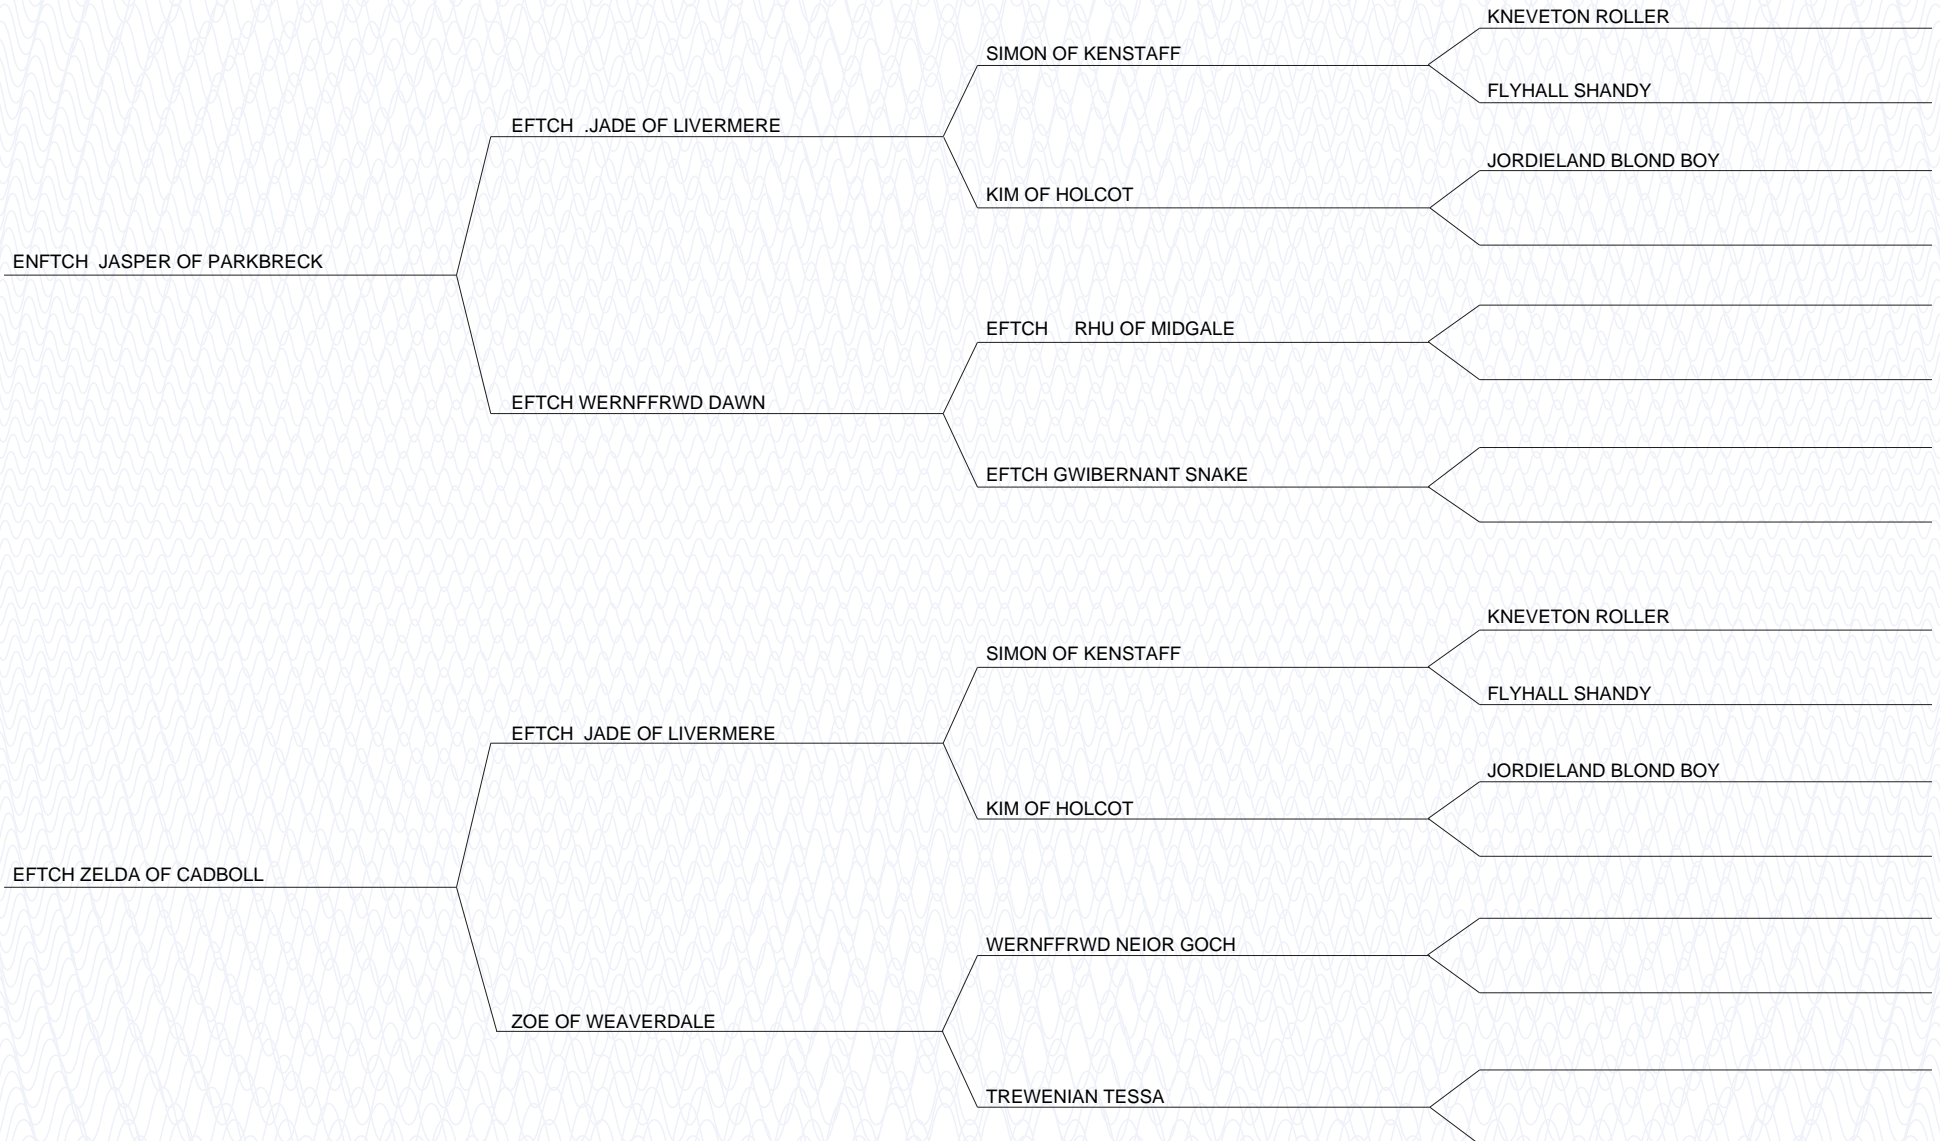 KNEVETON ROLLER
SIMON OF KENSTAFF
FLYHALL SHANDY
EFTCH .JADE OF LIVERMERE
JORDIELAND BLOND BOY
KIM OF HOLCOT
ENFTCH JASPER OF PARKBRECK
EFTCH RHU OF MIDGALE
EFTCH WERNFFRWD DAWN
EFTCH GWIBERNANT SNAKE
KNEVETON ROLLER
SIMON OF KENSTAFF
FLYHALL SHANDY
EFTCH JADE OF LIVERMERE
JORDIELAND BLOND BOY
KIM OF HOLCOT
EFTCH ZELDA OF CADBOLL
WERNFFRWD NEIOR GOCH
ZOE OF WEAVERDALE
TREWENIAN TESSA